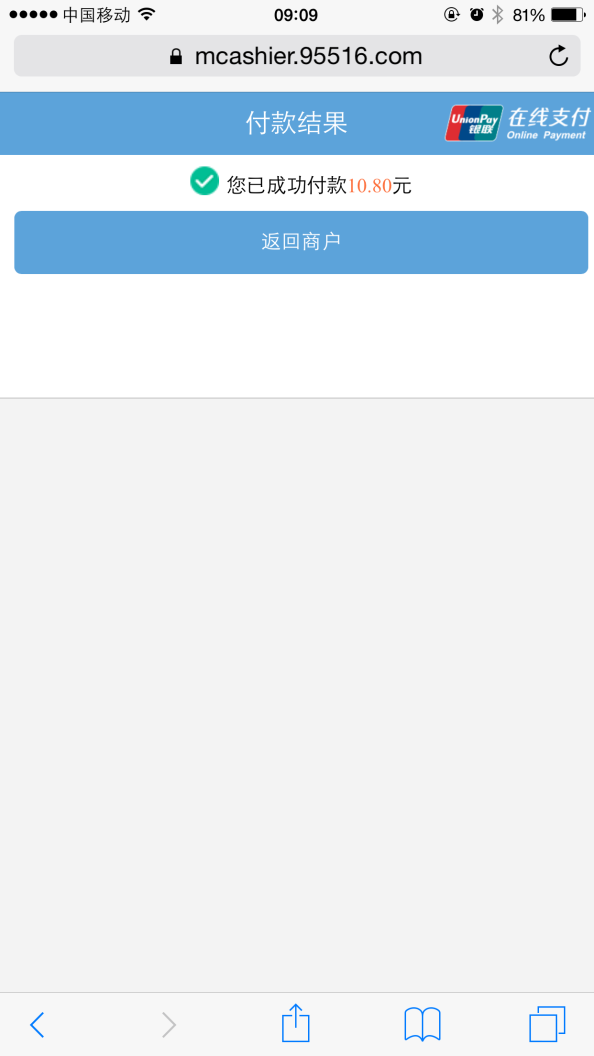 中国移动 09:09 81%
mcashier.95516.com
付款结果
UnionPay 银联 在线支付
Online Payment
您已成功付款10.80元
返回商户